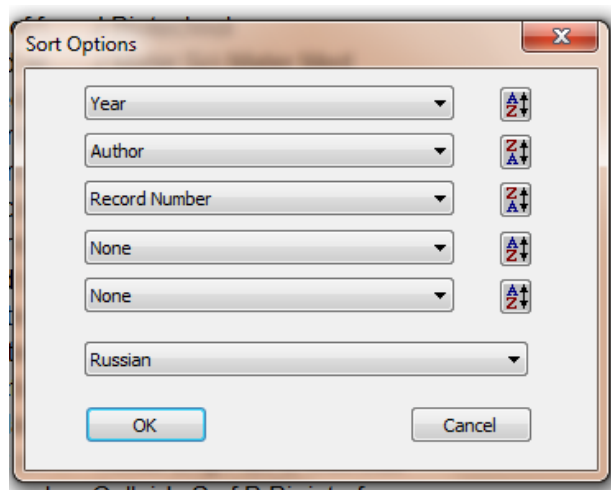 Sort Options
Year
A Z
Author
Z A
Record Number
Z A
None
A Z
None
A Z
Russian
OK
Cancel